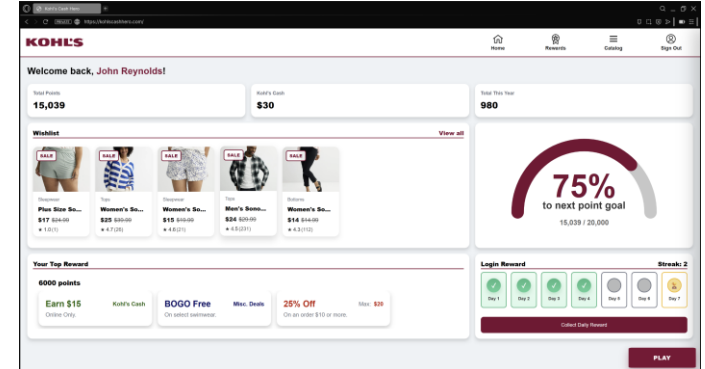 Kohl's Cash Hero
https://kohlscashhero.com/
KOHL'S
Home
Rewards
Catalog
Sign Out
Welcome back, John Reynolds!
Total Points
15,039
Kohl's Cash
$30
Total This Year
980
Wishlist
View all
SALE
SALE
SALE
SALE
SALE
Sleepwear
Plus Size So...
$17 $24.00
★ 1.0 (1)
Tops
Women's So...
$25 $30.00
★ 4.7 (28)
Sleepwear
Women's So...
$15
★ 4.8 (21)
Tops
Men's Sono...
$24 $29.99
★ 4.5 (231)
Bottoms
Women's So...
$14
★ 4.3 (112)
75%
to next point goal
15,039 / 20,000
Your Top Reward
6000 points
Earn $15
Kohl's Cash
Online Only.
BOGO Free
Misc. Deals
On select swimwear.
25% Off
Max: $20
On an order $10 or more.
Login Reward
Streak: 2
Day 1
Day 2
Day 3
Day 4
Day 5
Day 6
Day 7
Collect Daily Reward
PLAY